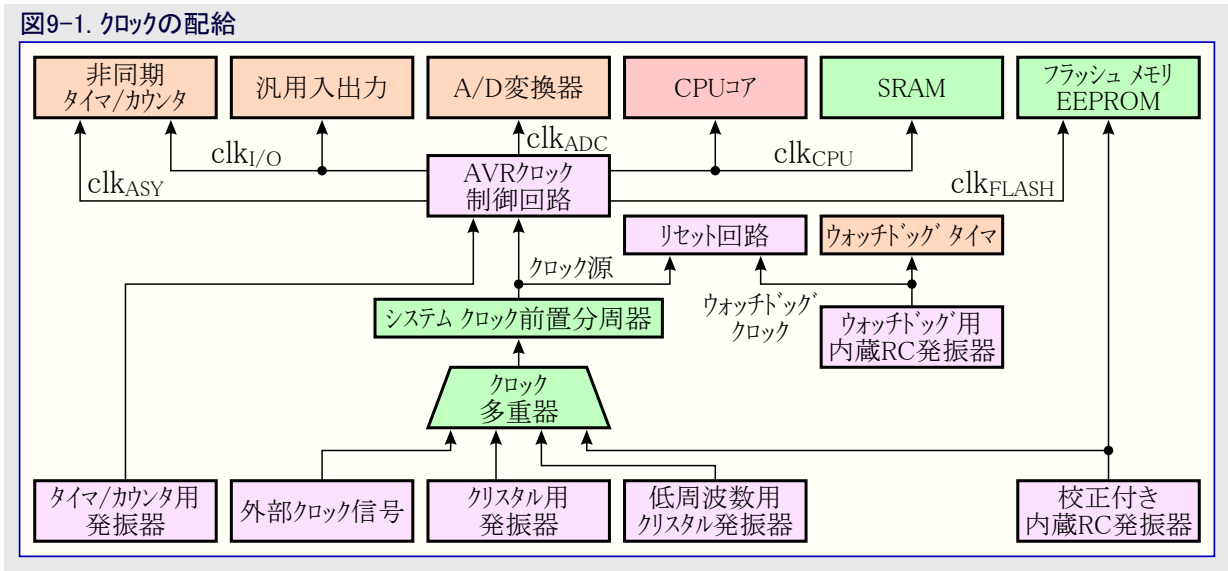 図9-1. クロックの配給
非同期
タイマ/カウンタ
汎用入出力
A/D変換器
CPUコア
SRAM
フラッシュ メモリ
EEPROM
clkI/O
clkADC
clkCPU
clkASY
AVRクロック
制御回路
clkFLASH
リセット回路
ウォッチドッグ タイマ
クロック源
ウォッチドッグ
クロック
システム クロック前置分周器
ウォッチドッグ用
内蔵RC発振器
クロック
多重器
タイマ/カウンタ用
発振器
外部クロック信号
クリスタル用
発振器
低周波数用
クリスタル発振器
校正付き
内蔵RC発振器